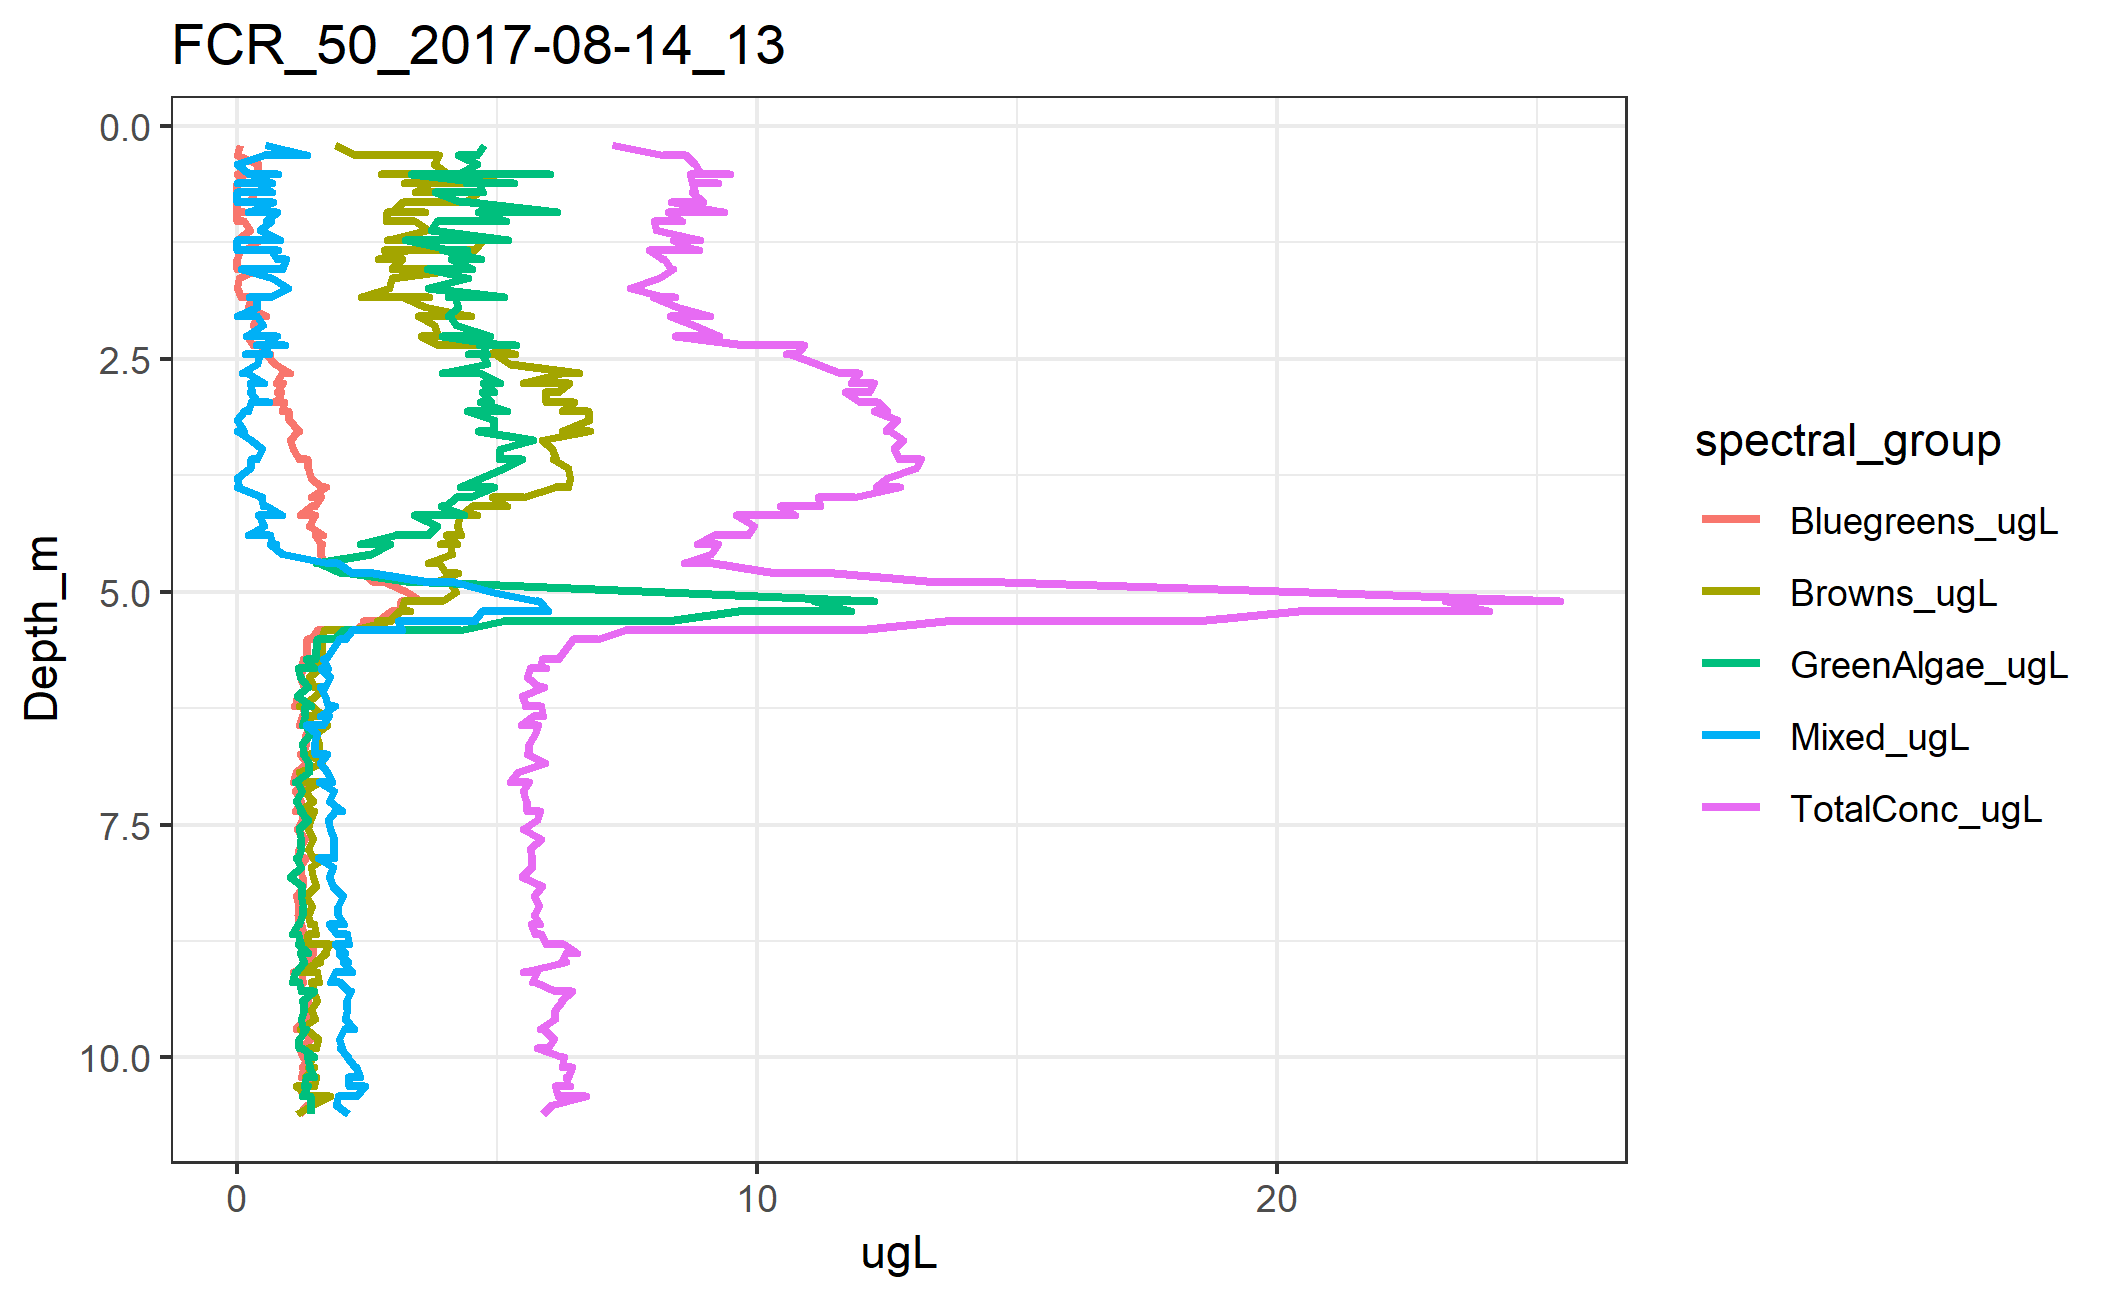 FCR_50_2017-08-14_13
0.0
2.5
5.0
7.5
10.0
Depth_m
0 10 20
ugL
spectral_group
Bluegreens_ugL
Browns_ugL
GreenAlgae_ugL
Mixed_ugL
TotalConc_ugL